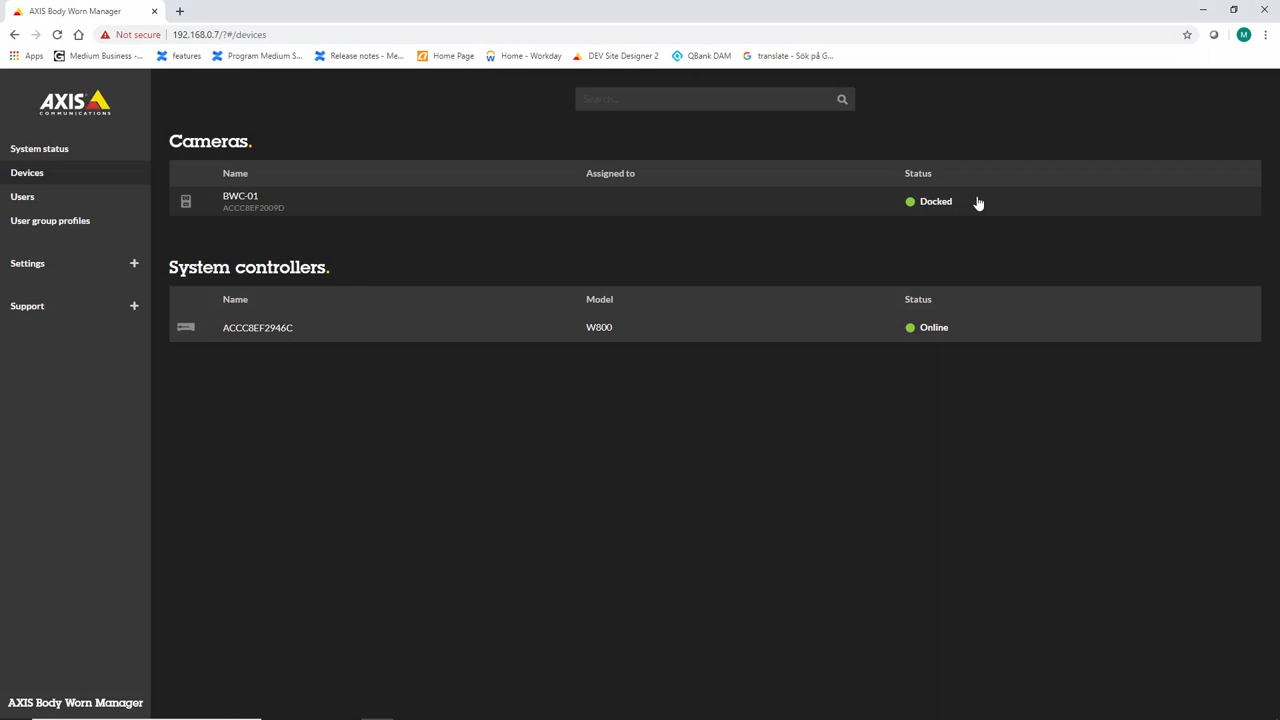 AXIS Body Worn Manager
Not secure
192.168.0.7/?#/devices
M
Apps
Medium Business -...
features
Program Medium S...
Release notes - Me...
Home Page
Home - Workday
DEV Site Designer 2
QBank DAM
translate - Sök på G...
AXIS
COMMUNICATIONS
Search...
System status
Devices
Users
User group profiles
Settings
Support
Cameras.
Name Assigned to Status
BWC-01
ACCC8EF2009D
Docked
System controllers.
Name Model Status
ACCC8EF2946C W800 Online
AXIS Body Worn Manager